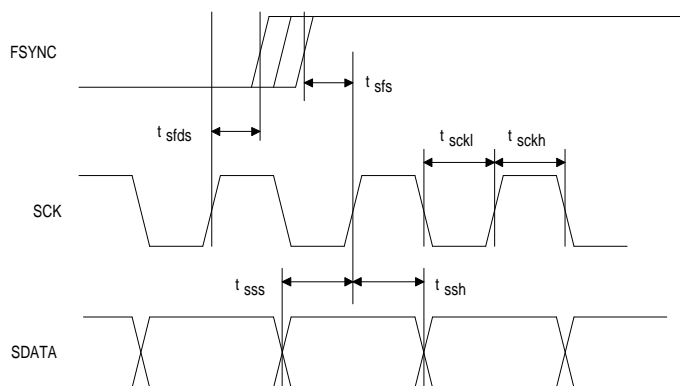 FSYNC
t sfs
t sfds
t sckl
t sckh
SCK
t sss
t ssh
SDATA